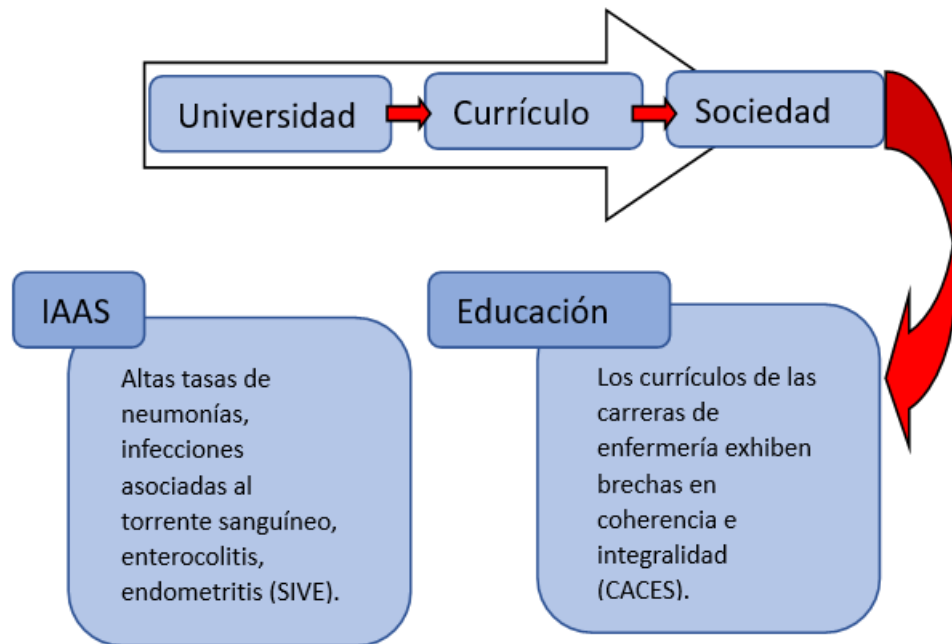 Universidad
Currículo
Sociedad
IAAS
Altas tasas de
neumonías,
infecciones
asociadas al
torrente sanguíneo,
enterocolitis,
endometritis (SIVE).
Educación
Los currículos de las
carreras de
enfermería exhiben
brechas en
coherencia e
integralidad
(CACES).